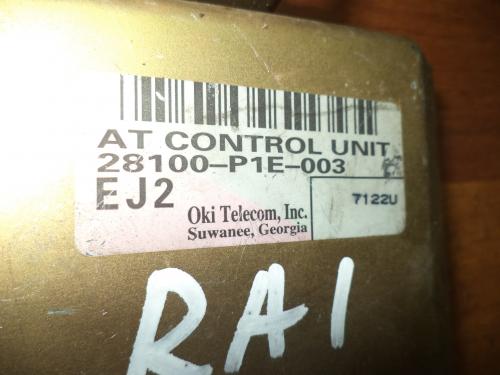 AT CONTROL UNIT
28100-P1E-003
EJ2
Oki Telecom, Inc.
Suwanee, Georgia
7122U
RA1